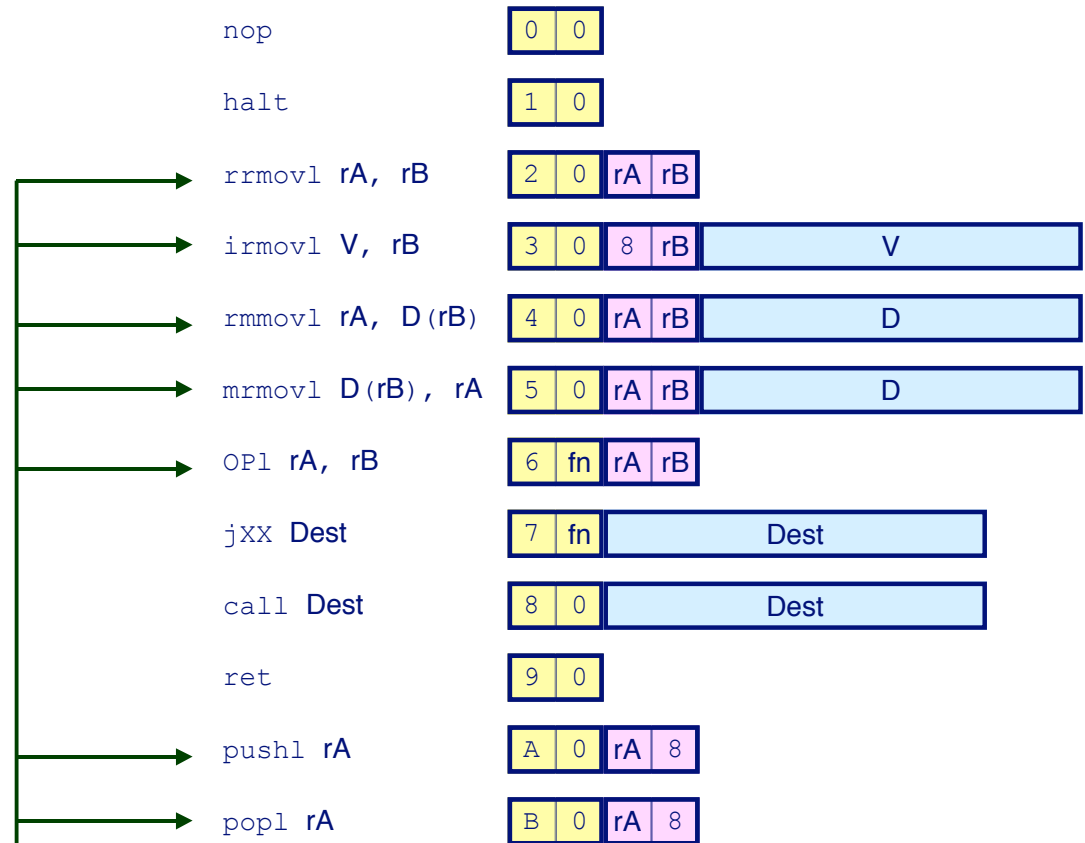 nop 0 0
halt 1 0
rrmovl rA, rB 2 0 rA rB
irmovl V, rB 3 0 8 rB V
rmmovl rA, D(rB) 4 0 rA rB D
mrmovl D(rB), rA 5 0 rA rB D
OPl rA, rB 6 fn rA rB
jXX Dest 7 fn Dest
call Dest 8 0 Dest
ret 9 0
pushl rA A 0 rA 8
popl rA B 0 rA 8